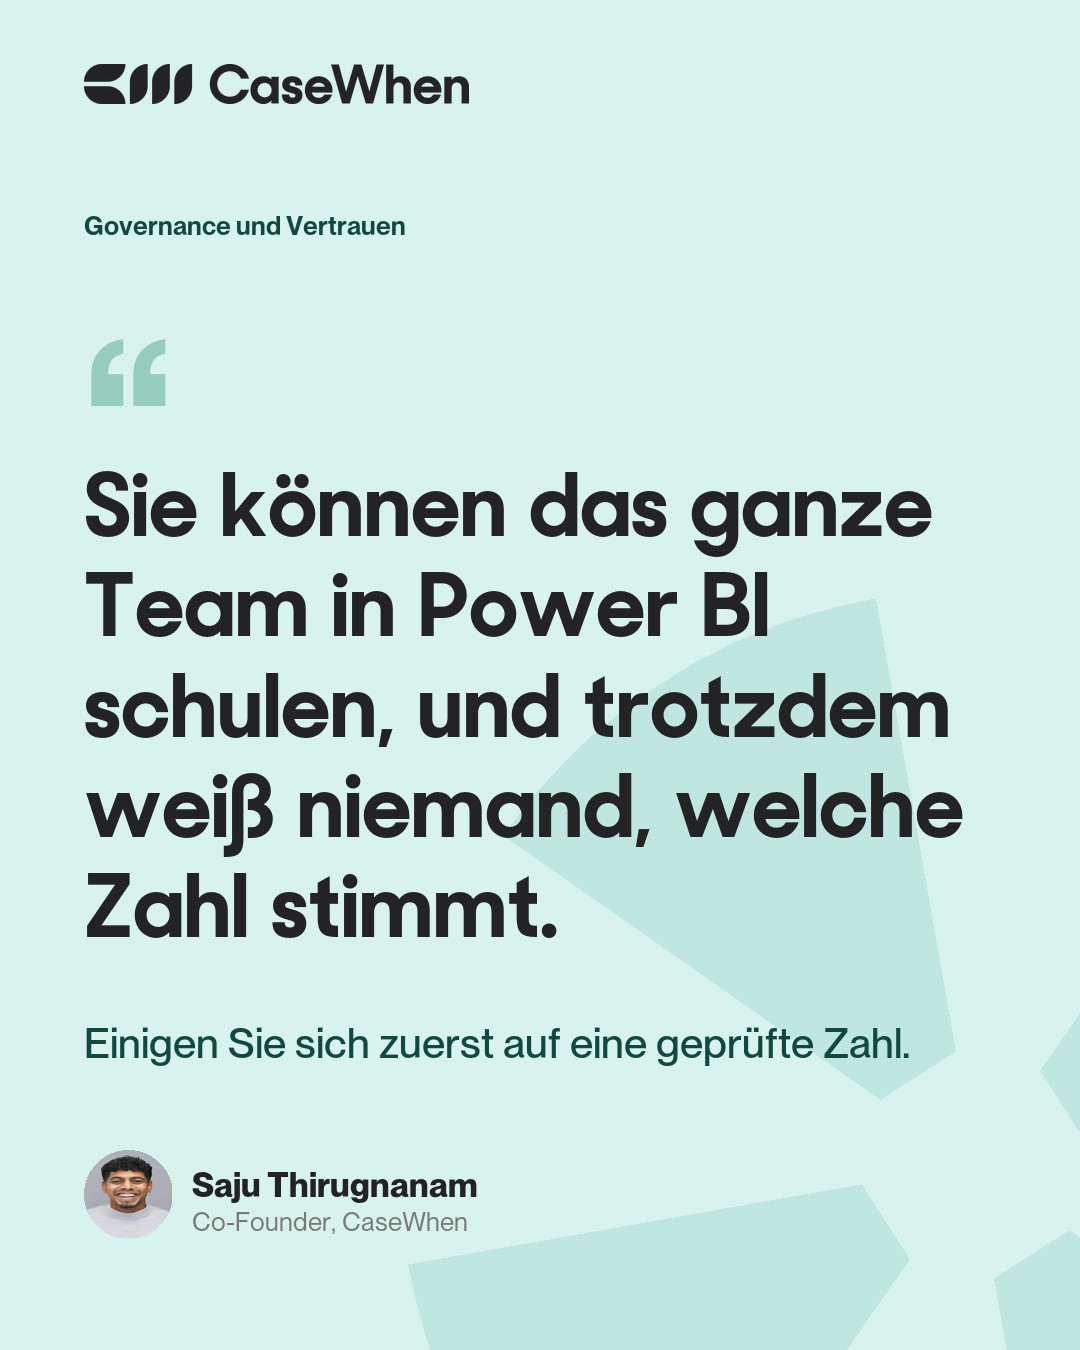 CaseWhen
Governance und Vertrauen
“
Sie können das ganze
Team in Power BI
schulen, und trotzdem
weiß niemand, welche
Zahl stimmt.
Einigen Sie sich zuerst auf eine geprüfte Zahl.
Saju Thirugnanam
Co-Founder, CaseWhen